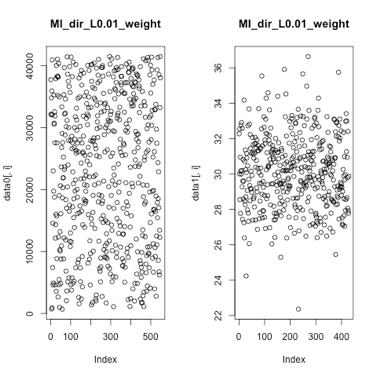 MI_dir_L0.01_weight
data0[, i]
0 10000 20000 30000 40000
0 100 300 500
Index
MI_dir_L0.01_weight
data1[, i]
22 24 26 28 30 32 34 36
0 100 200 300 400
Index